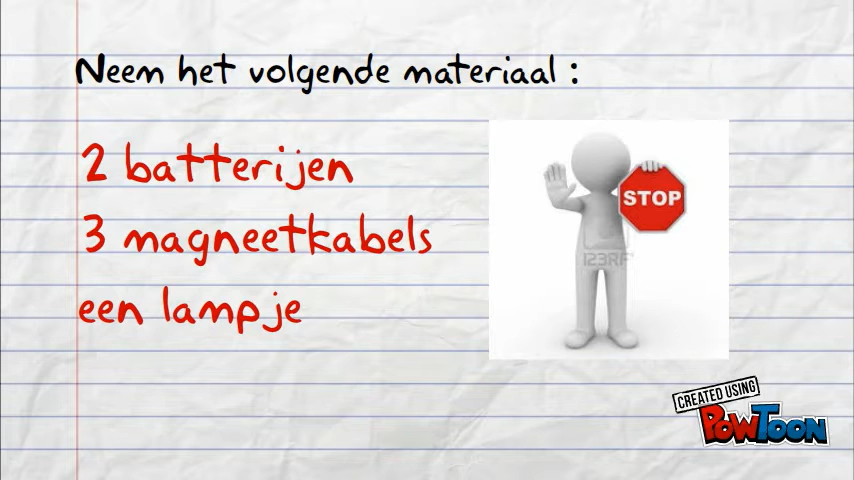 Neem het volgende materiaal :
2 batterijen
3 magneetkabels
een lampje
STOP
123RF
CREATED USING
POWTOON